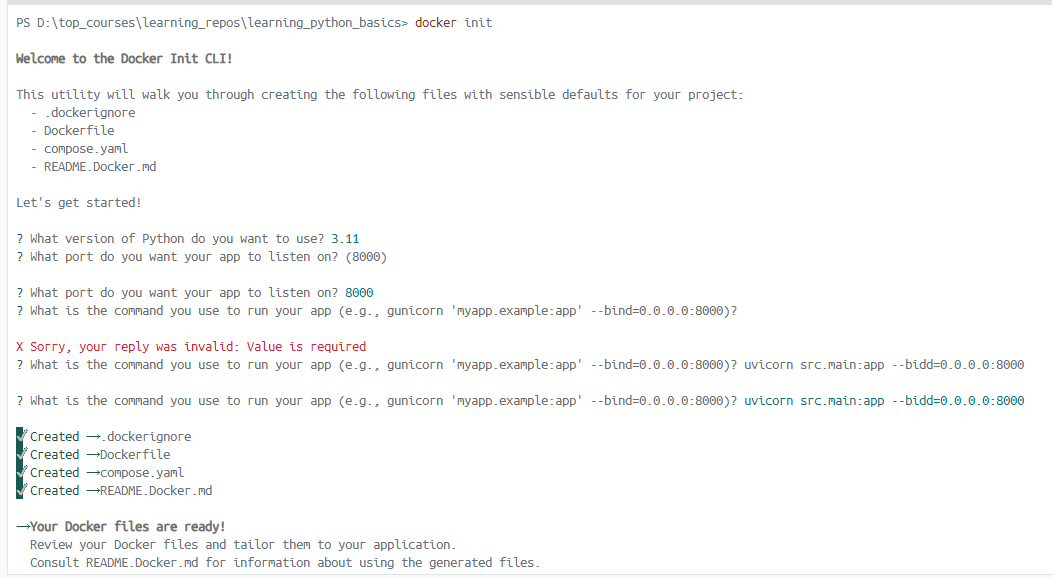 PS D:\top_courses\learning_repos\learning_python_basics> docker init
Welcome to the Docker Init CLI!
This utility will walk you through creating the following files with sensible defaults for your project:
- .dockerignore
- Dockerfile
- compose.yaml
- README.Docker.md
Let's get started!
? What version of Python do you want to use? 3.11
? What port do you want your app to listen on? (8000)
? What port do you want your app to listen on? 8000
? What is the command you use to run your app (e.g., gunicorn 'myapp.example:app' --bind=0.0.0.0:8000)?
X Sorry, your reply was invalid: Value is required
? What is the command you use to run your app (e.g., gunicorn 'myapp.example:app' --bind=0.0.0.0:8000)? uvicorn src.main:app --bidd=0.0.0.0:8000
? What is the command you use to run your app (e.g., gunicorn 'myapp.example:app' --bind=0.0.0.0:8000)? uvicorn src.main:app --bidd=0.0.0.0:8000
✓ Created →.dockerignore
✓ Created →Dockerfile
✓ Created →compose.yaml
✓ Created →README.Docker.md
→Your Docker files are ready!
Review your Docker files and tailor them to your application.
Consult README.Docker.md for information about using the generated files.